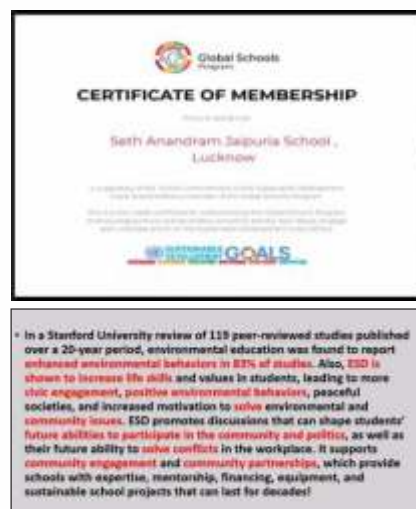 Global Schools
Program
CERTIFICATE OF MEMBERSHIP
Seth Anandram Jaipuria School ,
Lucknow
SUSTAINABLE
DEVELOPMENT
GOALS
• In a Stanford University review of 119 peer-reviewed studies published
over a 20-year period, environmental education was found to report
enhanced environmental behaviors in 83% of studies. Also, ESD is
shown to increase life skills and values in students, leading to more
civic engagement, positive environmental behaviors, peaceful
societies, and increased motivation to solve environmental and
community issues. ESD promotes discussions that can shape students'
future abilities to participate in the community and politics, as well as
their future ability to solve conflicts in the workplace. It supports
community engagement and community partnerships, which provide
schools with expertise, mentorship, financing, equipment, and
sustainable school projects that can last for decades!